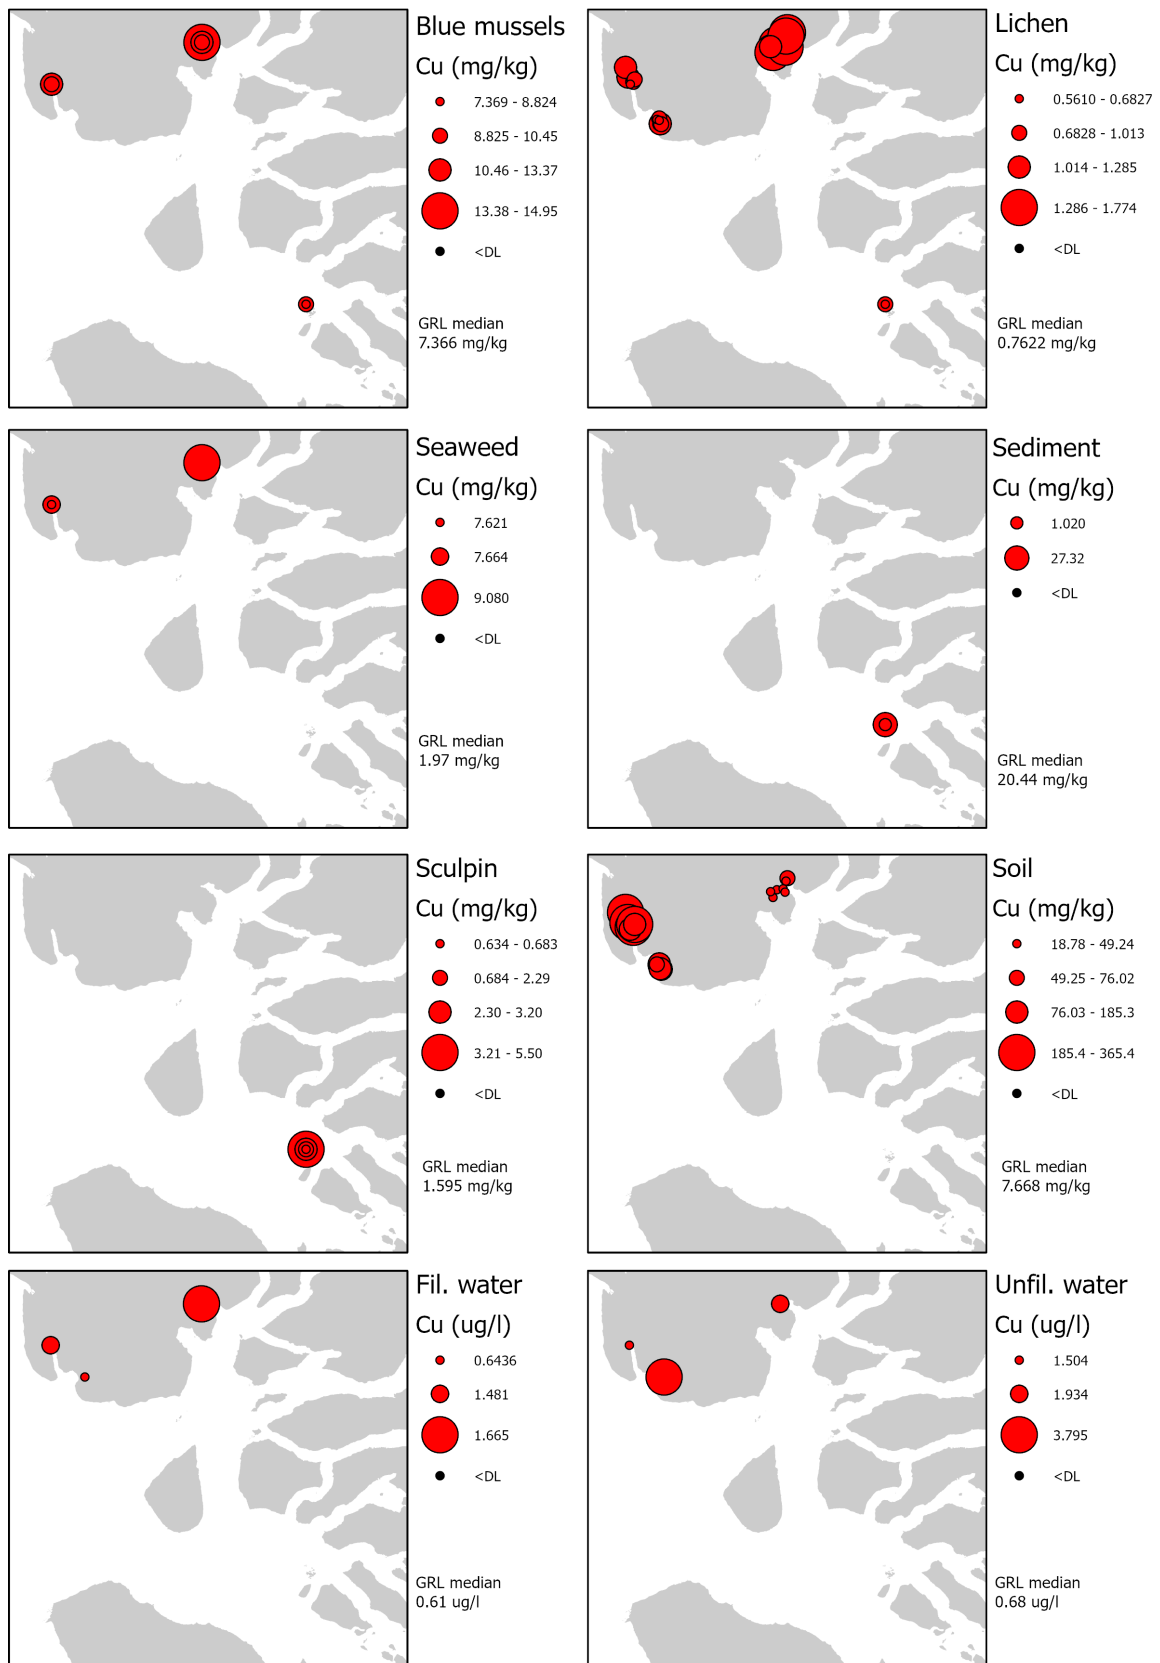 Blue mussels
Cu (mg/kg)
7.369 - 8.824
8.825 - 10.45
10.46 - 13.37
13.38 - 14.95
<DL
GRL median
7.366 mg/kg
Lichen
Cu (mg/kg)
0.5610 - 0.6827
0.6828 - 1.013
1.014 - 1.285
1.286 - 1.774
<DL
GRL median
0.7622 mg/kg
Seaweed
Cu (mg/kg)
7.621
7.664
9.080
<DL
GRL median
1.97 mg/kg
Sediment
Cu (mg/kg)
1.020
27.32
<DL
GRL median
20.44 mg/kg
Sculpin
Cu (mg/kg)
0.634 - 0.683
0.684 - 2.29
2.30 - 3.20
3.21 - 5.50
<DL
GRL median
1.595 mg/kg
Soil
Cu (mg/kg)
18.78 - 49.24
49.25 - 76.02
76.03 - 185.3
185.4 - 365.4
<DL
GRL median
7.668 mg/kg
Fil. water
Cu (ug/l)
0.6436
1.481
1.665
<DL
GRL median
0.61 ug/l
Unfil. water
Cu (ug/l)
1.504
1.934
3.795
<DL
GRL median
0.68 ug/l